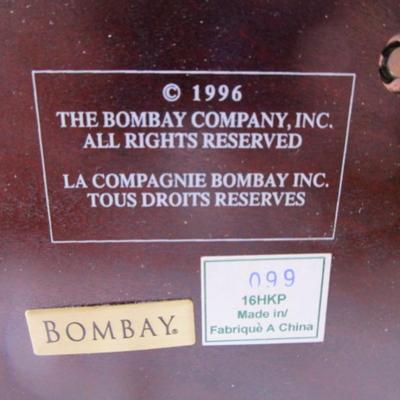 © 1996
THE BOMBAY COMPANY, INC.
ALL RIGHTS RESERVED
LA COMPAGNIE BOMBAY INC.
TOUS DROITS RESERVES
BOMBAY®
099
16HKP
Made in/
Fabriquè A China